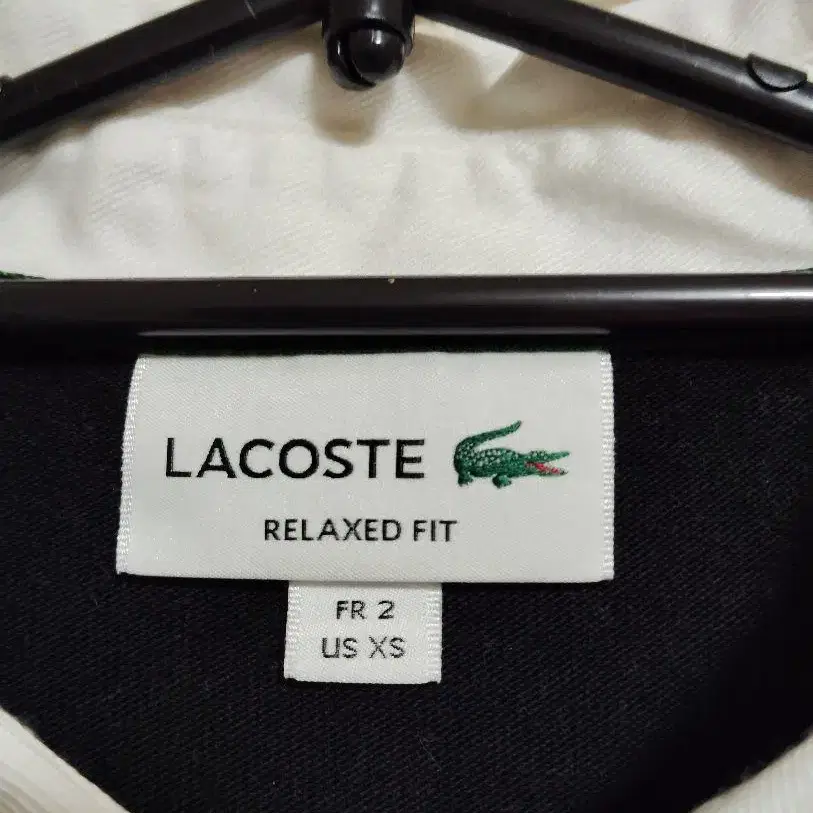 LACOSTE
RELAXED FIT
FR 2
US XS